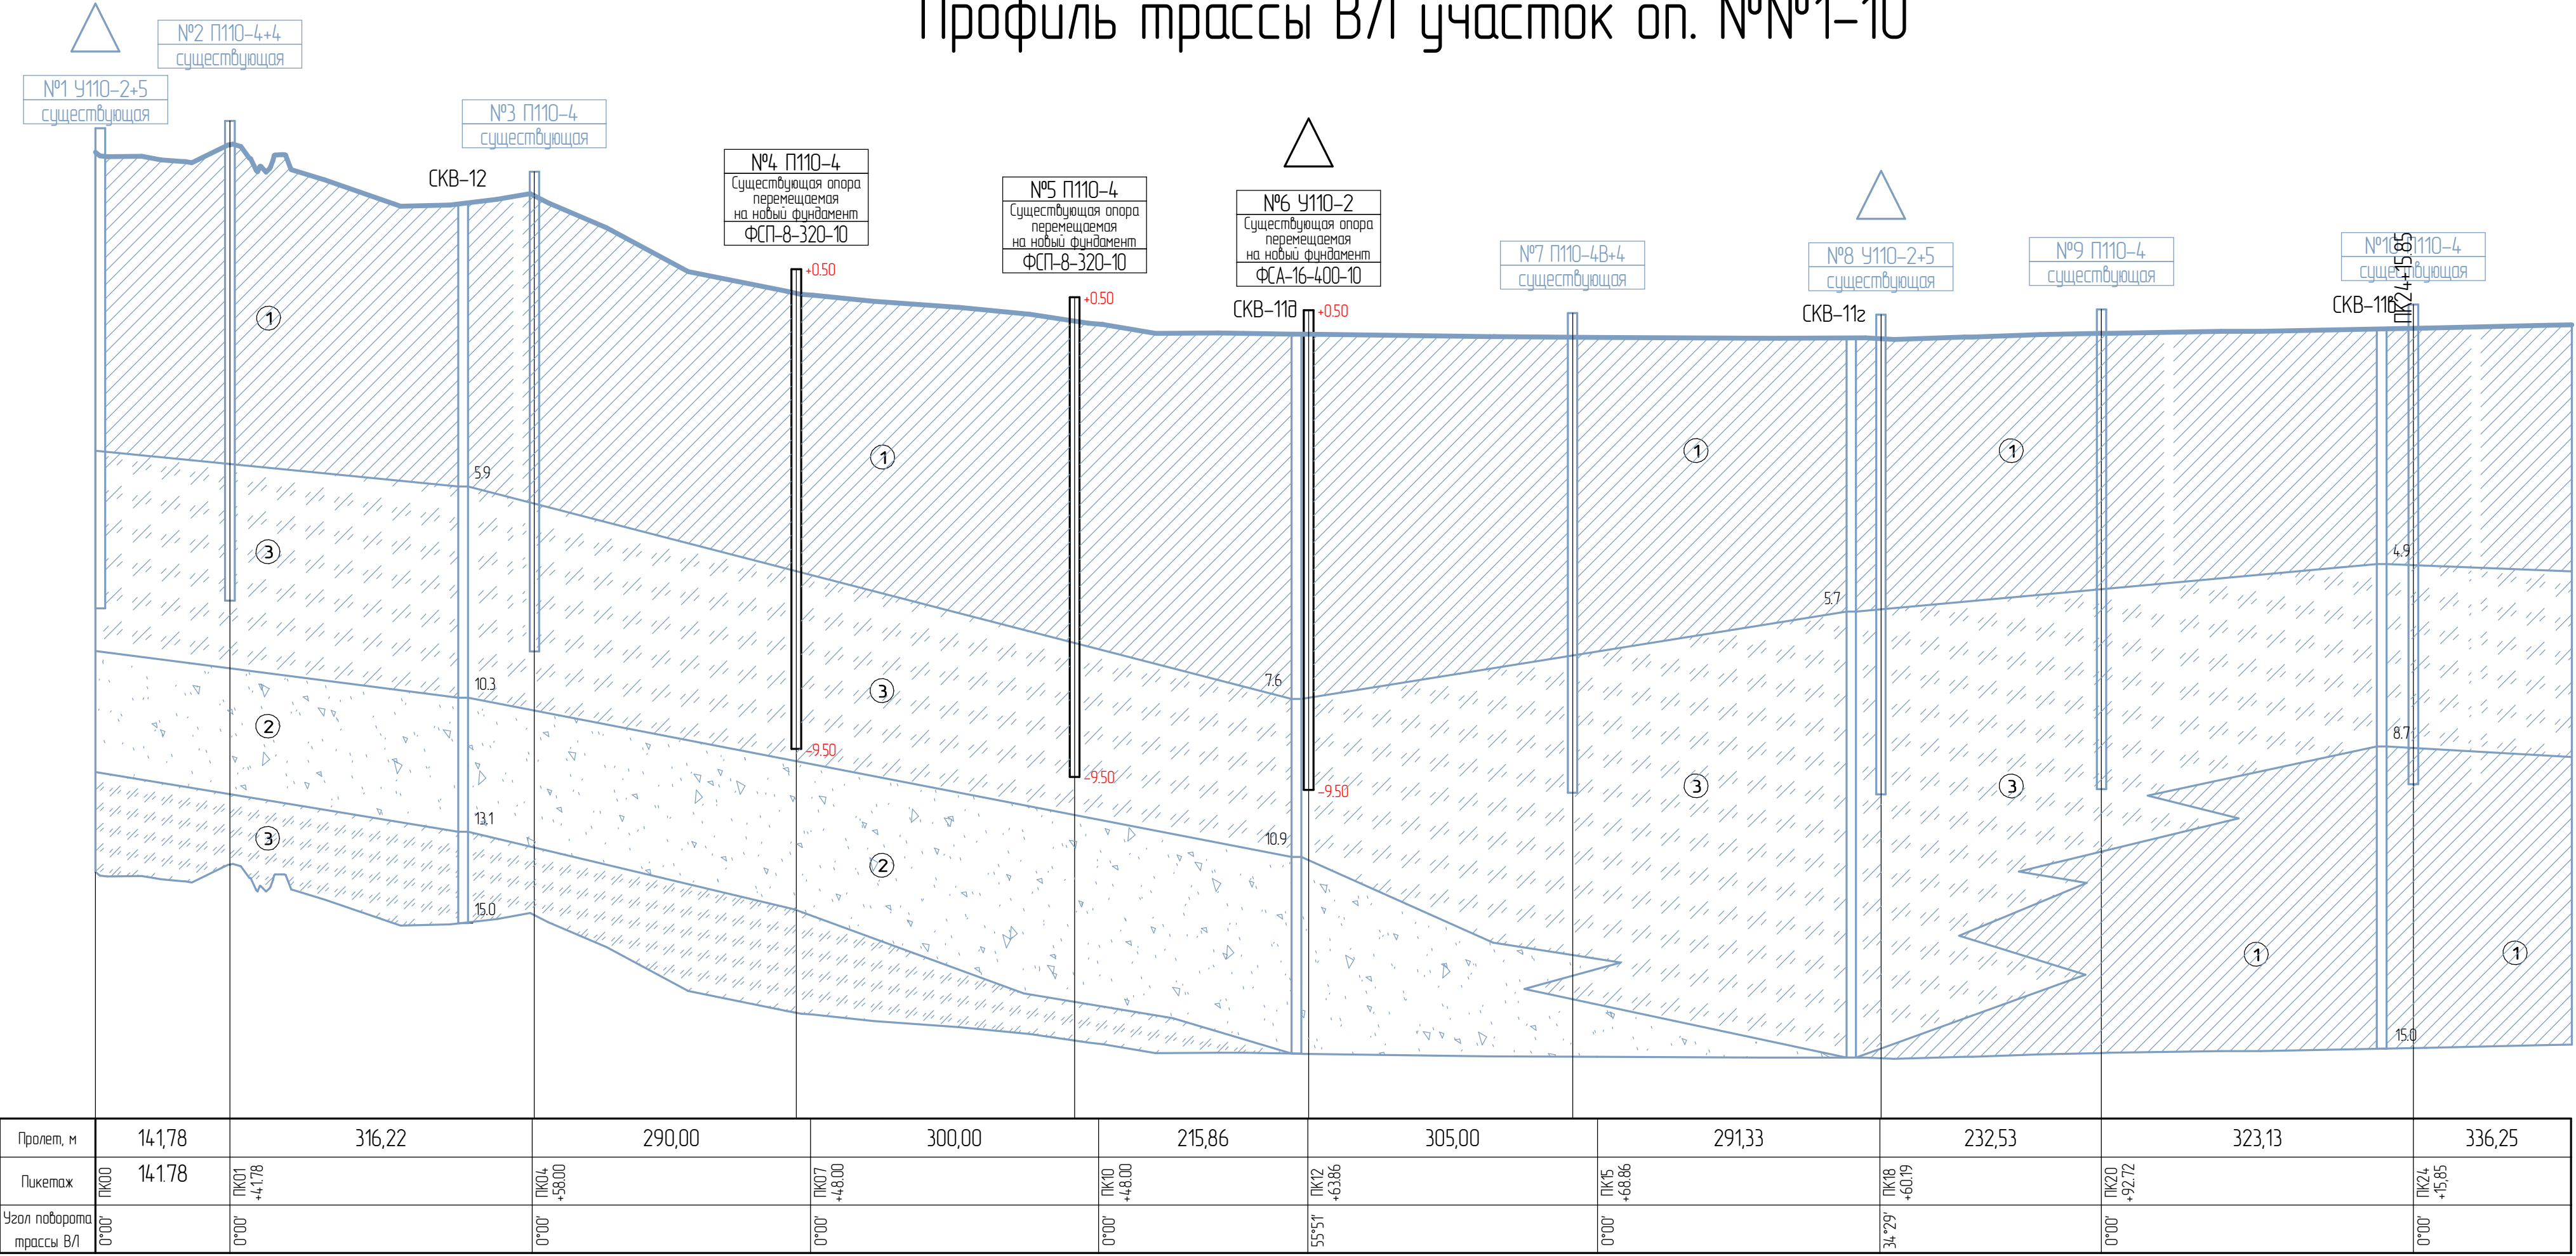 Профиль трассы ВЛ участок оп. №№1-10
№1 У110-2+5
существующая
№2 П110-4+4
существующая
№3 П110-4
существующая
СКВ-12
№4 П110-4
Существующая опора
перемещаемая
на новый фундамент
ФСП-8-320-10
+0.50
-9.50
№5 П110-4
Существующая опора
перемещаемая
на новый фундамент
ФСП-8-320-10
+0.50
-9.50
№6 У110-2
Существующая опора
перемещаемая
на новый фундамент
ФСА-16-400-10
СКВ-11д
+0.50
-9.50
№7 П110-4В+4
существующая
№8 У110-2+5
существующая
СКВ-11г
№9 П110-4
существующая
№10 П110-4
существующая
СКВ-11в
ПК24+15.85
1
1
1
1
5.9
3
10.3
2
13.1
3
15.0
3
2
7.6
10.9
5.7
3
3
4.9
8.7
1
1
15.0
Пролет, м 141,78 316,22 290,00 300,00 215,86 305,00 291,33 232,53 323,13 336,25
Пикетаж
ПК00
141.78
ПК01
+41.78
ПК04
+58.00
ПК07
+48.00
ПК10
+48.00
ПК12
+63.86
ПК15
+68.86
ПК18
+60.19
ПК20
+92.72
ПК24
+15,85
Угол поворота
трассы ВЛ
0°00' 0°00' 0°00' 0°00' 0°00' 55°51' 0°00' 34°29' 0°00' 0°00'